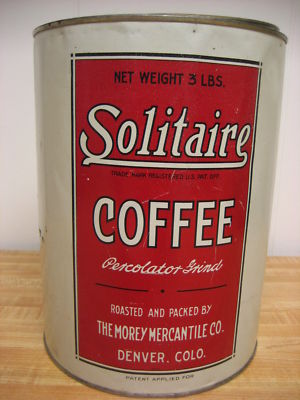 NET WEIGHT 3 LBS.
Solitaire
TRADE MARK REGISTERED U.S. PAT. OFF.
COFFEE
Percolator Grind
ROASTED AND PACKED BY
THE MOREY MERCANTILE CO.
DENVER. COLO.
PATENT APPLIED FOR